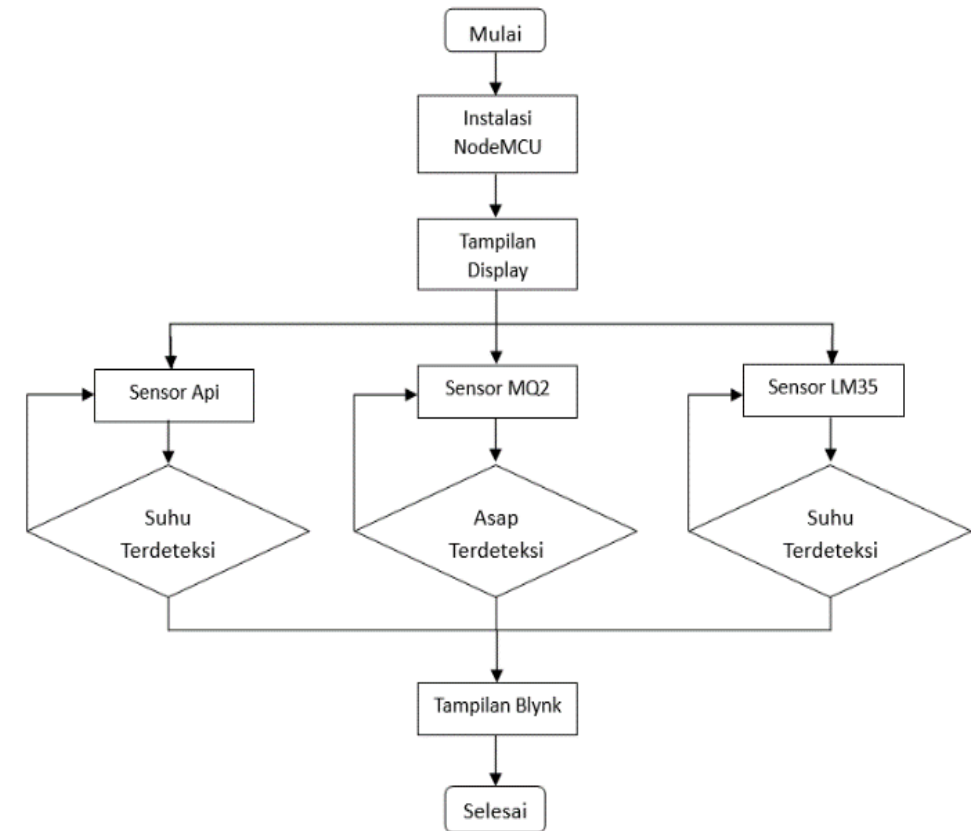 Mulai
Instalasi
NodeMCU
Tampilan
Display
Sensor Api
Sensor MQ2
Sensor LM35
Suhu
Terdeteksi
Asap
Terdeteksi
Suhu
Terdeteksi
Tampilan Blynk
Selesai